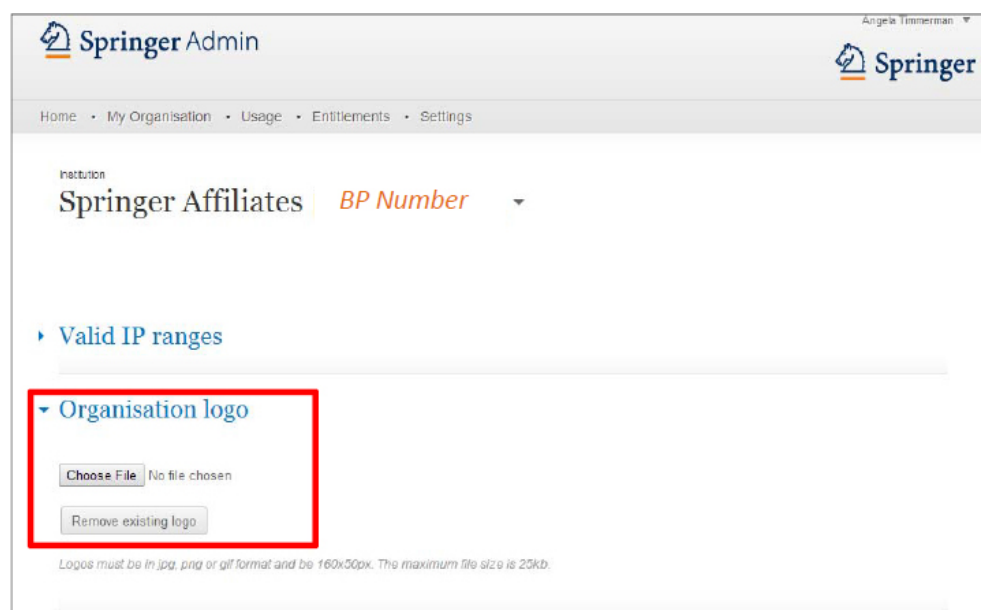 Angela Timmerman
Springer Admin
Springer
Home • My Organisation • Usage • Entitlements • Settings
Institution
Springer Affiliates BP Number
Valid IP ranges
Organisation logo
Choose File No file chosen
Remove existing logo
Logos must be in jpg, png or gif format and be 160x50px. The maximum file size is 25kb.